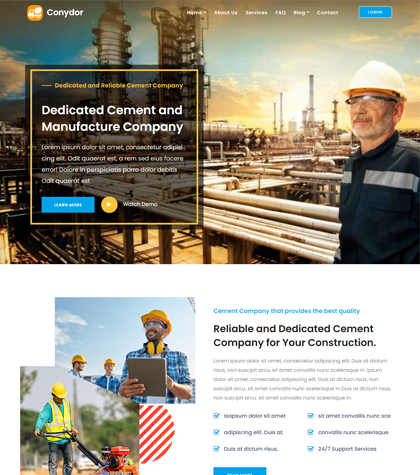 Conydor
Home About Us Services FAQ Blog Contact LOGIN
Dedicated and Reliable Cement Company
Dedicated Cement and
Manufacture Company
Lorem ipsum dolor sit amet, consectetur adipisi
cing elit. Odit quaerat est, a rem sed eius facere
error! Dolore in perspiciatis parro dolor debitis
Odit quaerat est
LEARN MORE Watch Demo
Cement Company that provides the best quality
Reliable and Dedicated Cement
Company for Your Construction.
Lorem ipsum dolor sit amet, consectetur adipiscing elit. Duis at dictum
risus, non suscipit arcu. sit amet convallis nunc scelerisque in. ipsum
dolor sit amet, consectetur adipiscing elit. Duis at dictum risus, non
suscipit arcu. sit amet convallis nunc scelerisque in Duis at dictum risus,
sit amet convallis nunc scelerisque in.
Isapsum dolor sit amet sit amet convallis nunc sce
adipiscing elit. Duis at. convallis nunc scelerisque
Duis at dictum risus, 24/7 Support Services